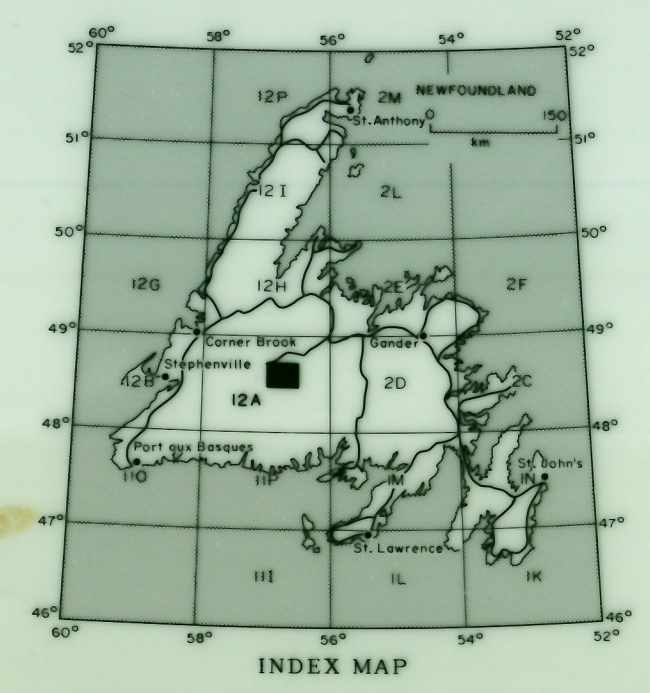 60° 58° 56° 54° 52°
52° 52°
NEWFOUNDLAND
12P 2M
0 150
St. Anthony
km
51° 51°
12I 2L
50° 50°
12G 12H 2E 2F
49° 49°
Corner Brook Gander
Stephenville
12B 2D 2C
12A
48° 48°
Port aux Basques
St. John's
11O 11P 1M 1N
47° 47°
St. Lawrence
11I 1L 1K
46° 46°
60° 58° 56° 54° 52°
INDEX MAP